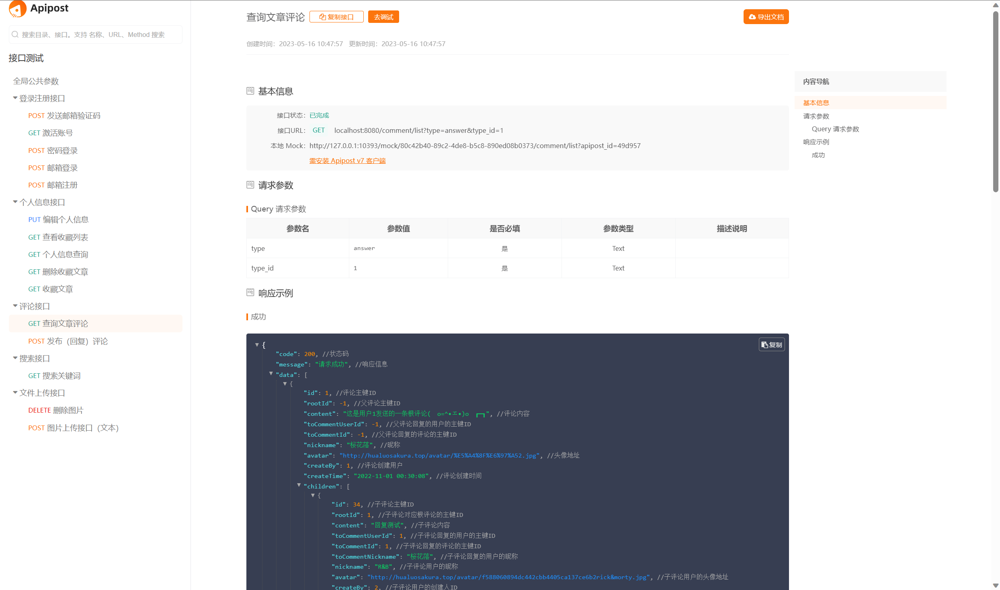 Apipost
搜索目录、接口。支持 名称、URL、Method 搜索
接口测试
全局公共参数
登录注册接口
POST 发送邮箱验证码
GET 激活账号
POST 密码登录
POST 邮箱登录
POST 邮箱注册
个人信息接口
PUT 编辑个人信息
GET 查看收藏列表
GET 个人信息查询
GET 删除收藏文章
GET 收藏文章
评论接口
GET 查询文章评论
POST 发布（回复）评论
搜索接口
GET 搜索关键词
文件上传接口
DELETE 删除图片
POST 图片上传接口（文本）
查询文章评论 复制接口 去调试 导出文档
创建时间：2023-05-16 10:47:57 更新时间：2023-05-16 10:47:57
基本信息
接口状态：已完成
接口URL： GET localhost:8080/comment/list?type=answer&type_id=1
本地 Mock：http://127.0.0.1:10393/mock/80c42b40-89c2-4de8-b5c8-890ed08b0373/comment/list?apipost_id=49d957
需安装 Apipost v7 客户端
请求参数
Query 请求参数
参数名 参数值 是否必填 参数类型 描述说明
type answer 是 Text
type_id 1 是 Text
响应示例
成功
复制
{
"code": 200, //状态码
"message": "请求成功", //响应信息
"data": [
{
"id": 1, //评论主键ID
"rootId": -1, //父评论主键ID
"content": "这是用户1发送的一条根评论( o=^•ェ•)o ┏━┓", //评论内容
"toCommentUserId": -1, //父评论回复的用户的主键ID
"toCommentId": -1, //父评论回复的评论的主键ID
"nickname": "桜花落", //昵称
"avatar": "http://hualuosakura.top/avatar/%E5%A4%8F%E6%97%A52.jpg", //头像地址
"createBy": 1, //评论创建用户
"createTime": "2022-11-01 00:30:08", //评论创建时间
"children": [
{
"id": 34, //子评论主键ID
"rootId": 1, //子评论对应根评论的主键ID
"content": "回复测试", //子评论内容
"toCommentUserId": 1, //子评论回复的用户的主键ID
"toCommentId": 1, //子评论回复的评论的主键ID
"toCommentNickname": "桜花落", //子评论回复的用户的昵称
"nickname": "R&B", //子评论用户的昵称
"avatar": "http://hualuosakura.top/avatar/f588060894dc442cbb4405ca137ce6b2rick&morty.jpg", //子评论用户的头像地址
"createBy": 2, //子评论用户的创建人ID
内容导航
基本信息
请求参数
Query 请求参数
响应示例
成功